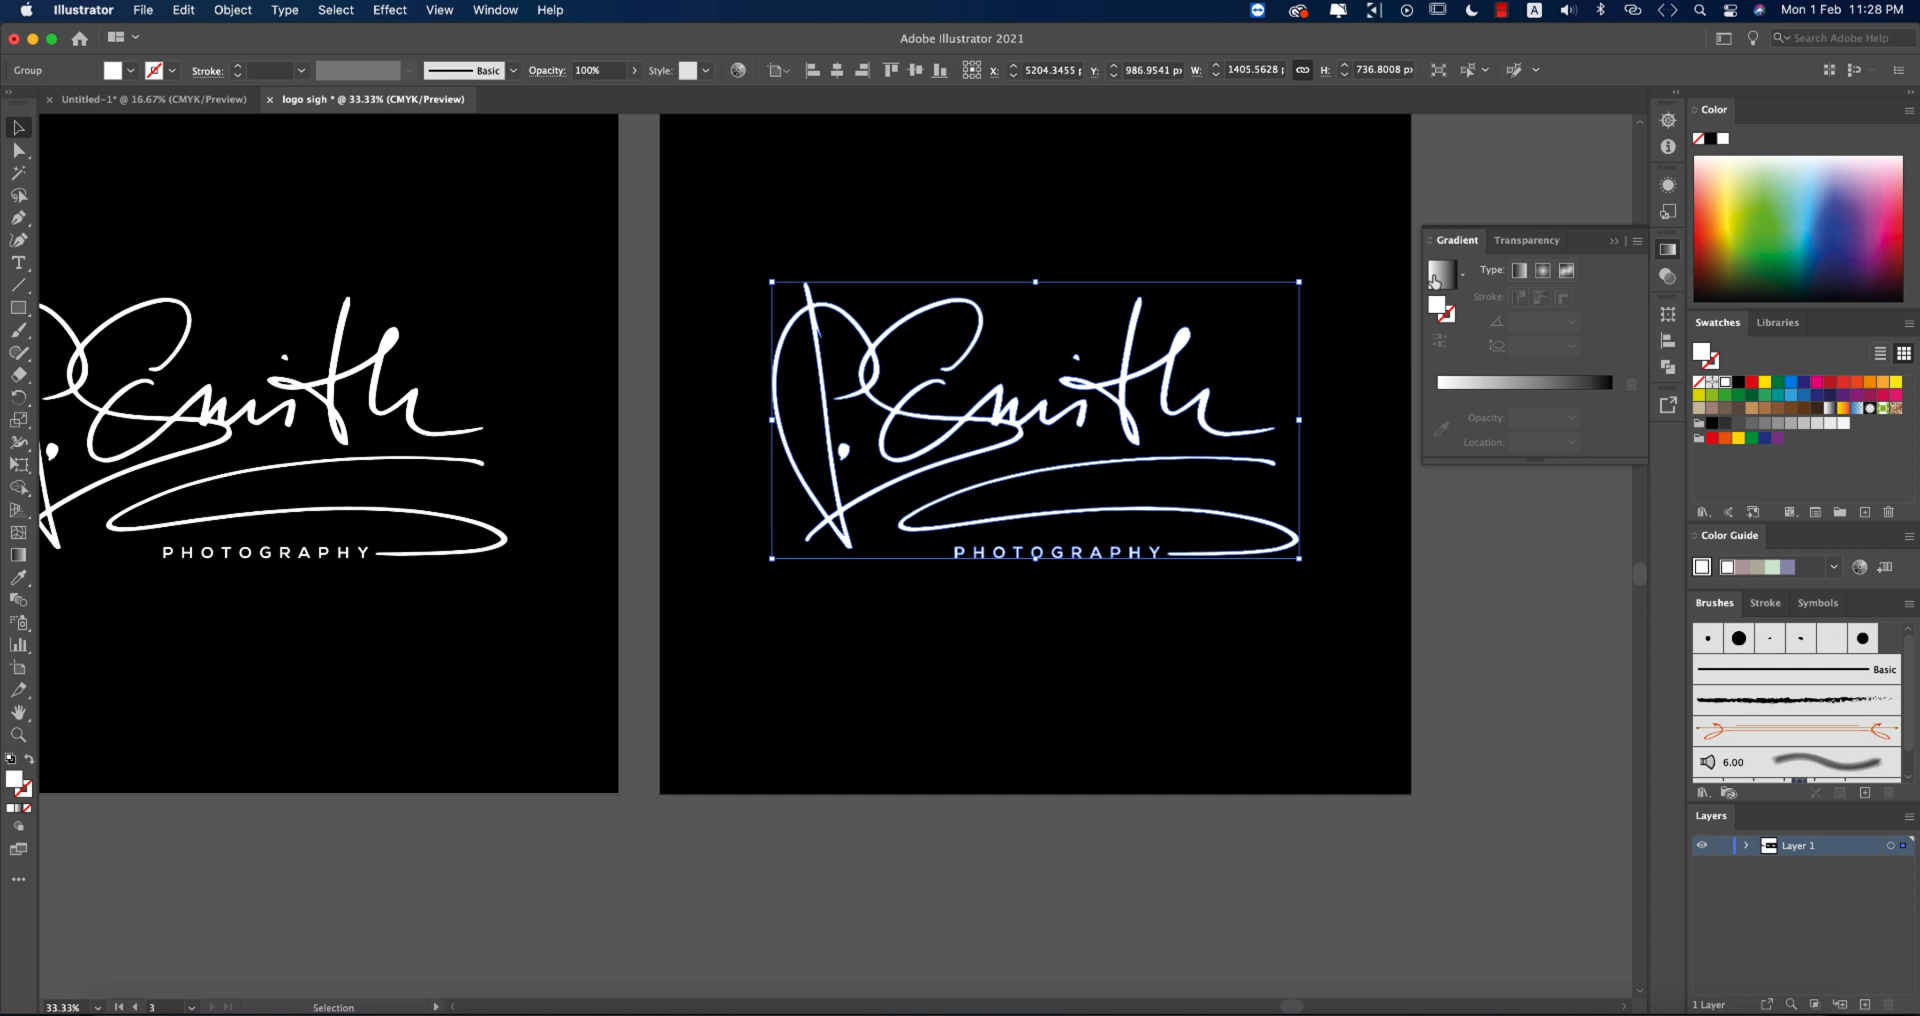 Illustrator File Edit Object Type Select Effect View Window Help
A
Mon 1 Feb 11:28 PM
Adobe Illustrator 2021
Search Adobe Help
Group
Stroke:
Basic
Opacity: 100%
Style:
X: 5204.3455 p
Y: 986.9541 px
W: 1405.5628
H: 736.8008 px
Untitled-1* @ 16.67% (CMYK/Preview)
logo sigh * @ 33.33% (CMYK/Preview)
Smith
PHOTOGRAPHY
Smith
PHOTOGRAPHY
Gradient Transparency
Type:
Stroke:
Opacity:
Location:
Color
Swatches Libraries
Color Guide
Brushes Stroke Symbols
Basic
6.00
Layers
Layer 1
1 Layer
33.33%
3
Selection